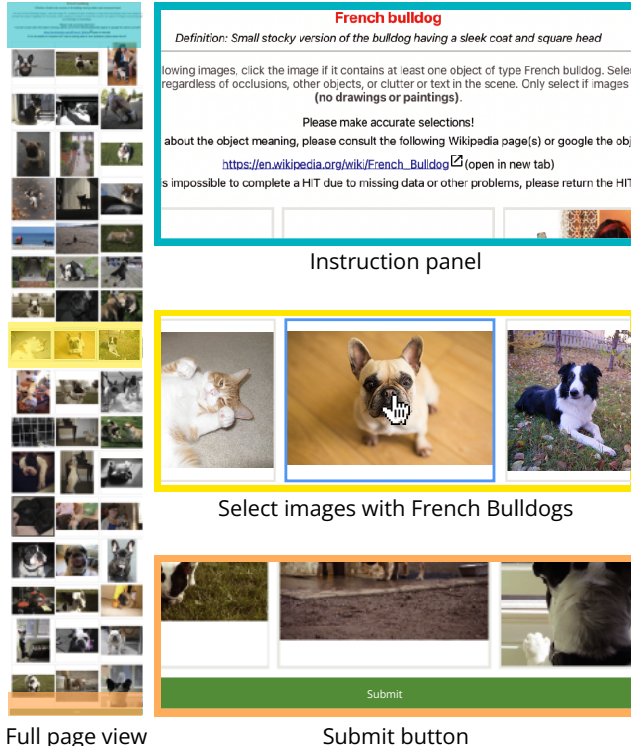 French bulldog
Definition: Small stocky version of the bulldog having a sleek coat and square head
lowing images, click the image if it contains at least one object of type French bulldog. Sele
regardless of occlusions, other objects, or clutter or text in the scene. Only select if images
(no drawings or paintings).
Please make accurate selections!
about the object meaning, please consult the following Wikipedia page(s) or google the obj
https://en.wikipedia.org/wiki/French_Bulldog (open in new tab)
s impossible to complete a HIT due to missing data or other problems, please return the HIT
Instruction panel
Select images with French Bulldogs
Submit
Full page view
Submit button